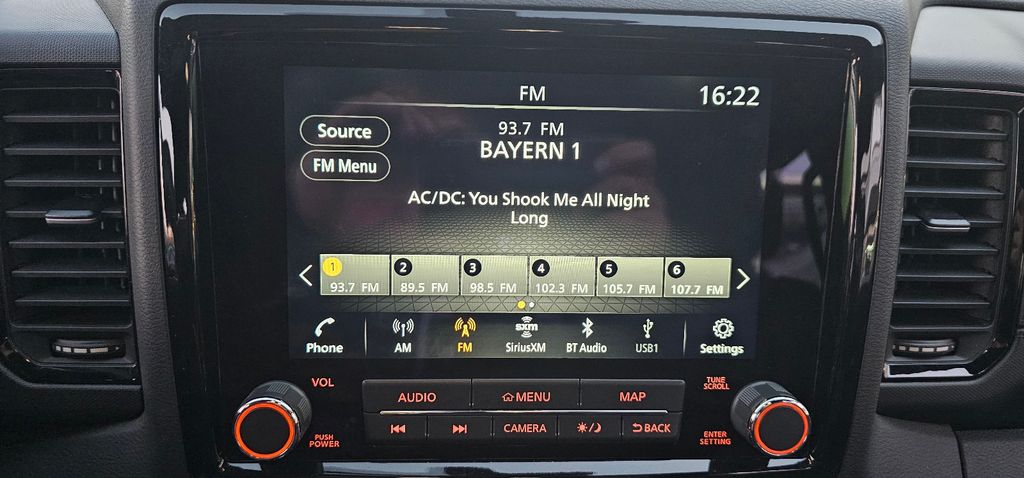 FM
16:22
Source
93.7 FM
BAYERN 1
FM Menu
AC/DC: You Shook Me All Night
Long
1 2 3 4 5 6
93.7 FM 89.5 FM 98.5 FM 102.3 FM 105.7 FM 107.7 FM
sxm
Phone AM FM SiriusXM BT Audio USB1 Settings
VOL
AUDIO MENU MAP
TUNE
SCROLL
PUSH
POWER
CAMERA
BACK
ENTER
SETTING